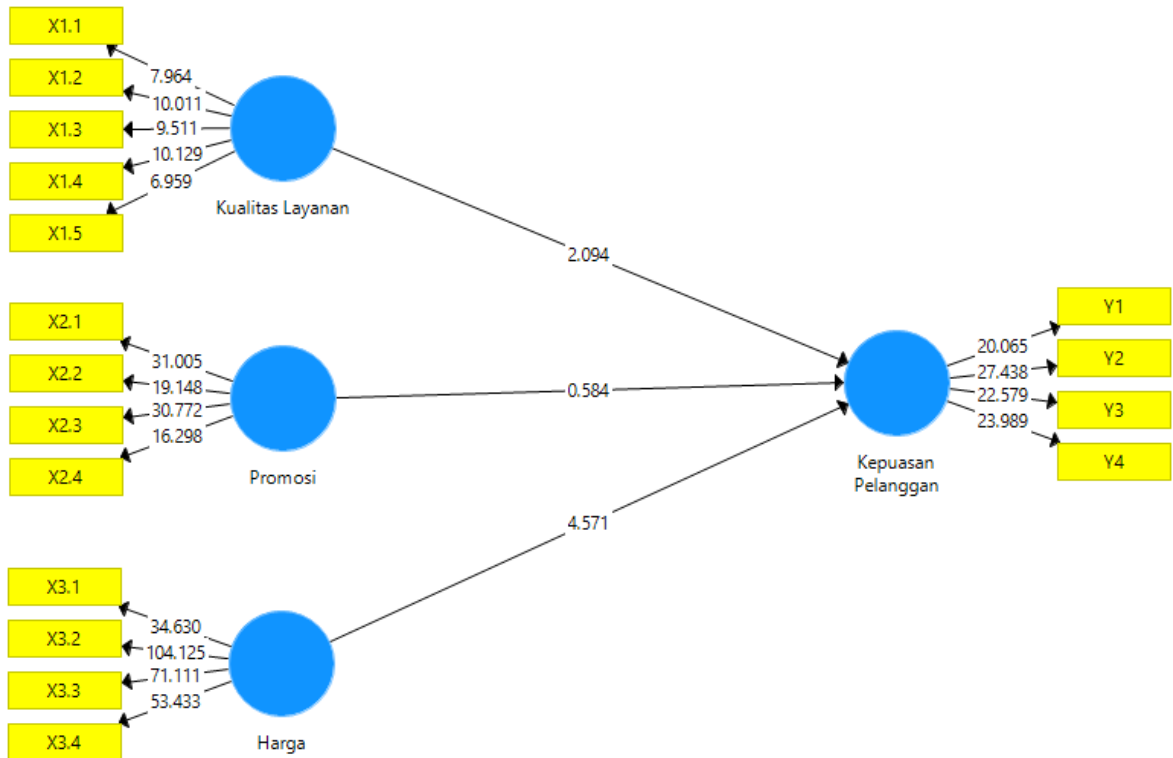 X1.1
X1.2
X1.3
X1.4
X1.5
7.964
10.011
9.511
10.129
6.959
Kualitas Layanan
2.094
X2.1
X2.2
X2.3
X2.4
31.005
19.148
30.772
16.298
Promosi
0.584
X3.1
X3.2
X3.3
X3.4
34.630
104.125
71.111
53.433
Harga
4.571
Kepuasan
Pelanggan
20.065
27.438
22.579
23.989
Y1
Y2
Y3
Y4